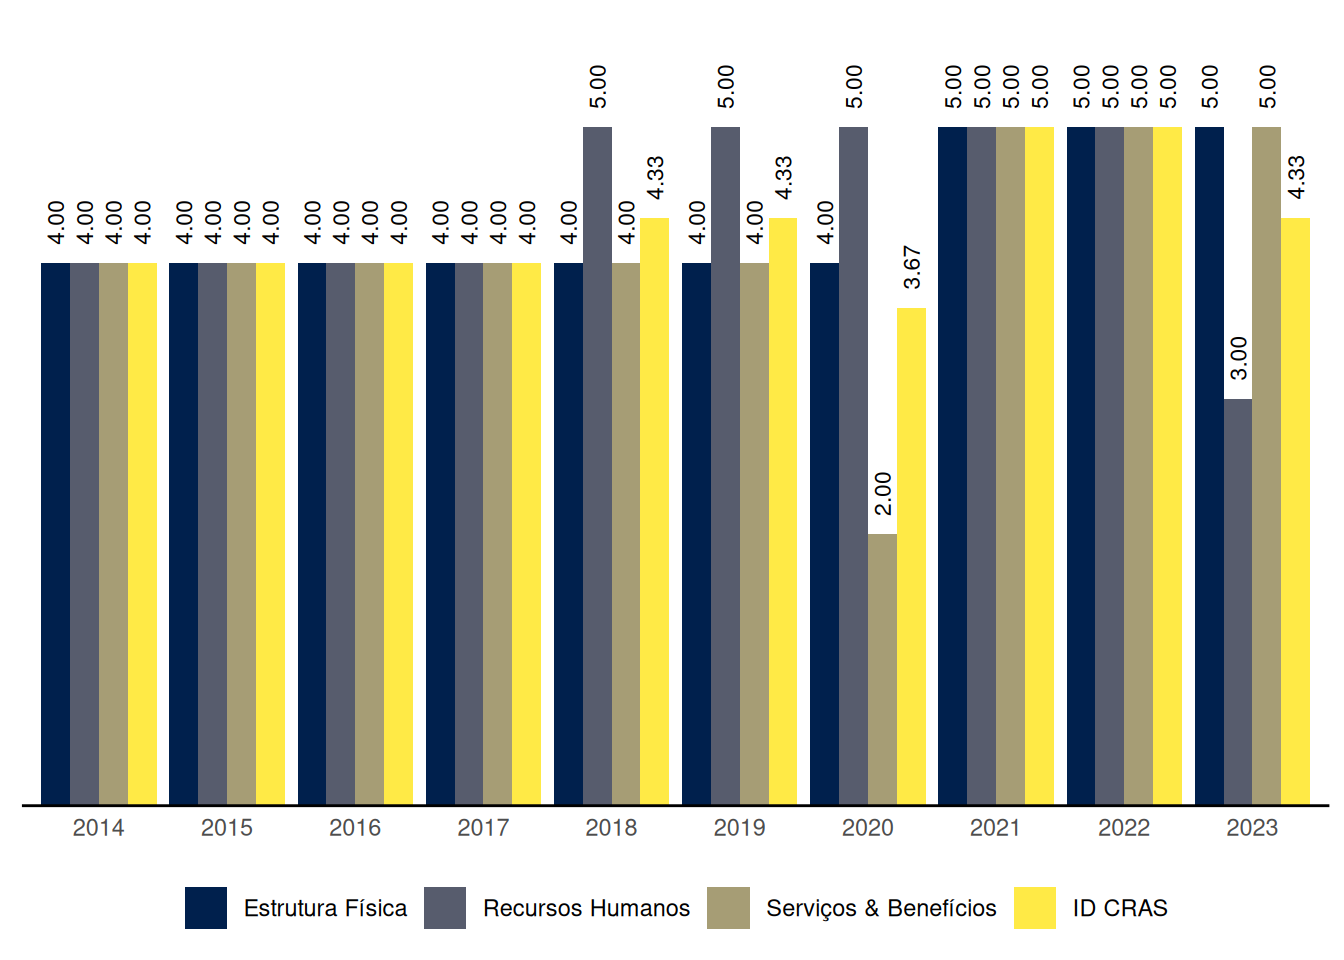 4.00 4.00 4.00 4.00 4.00 4.00 4.00 4.00 4.00 4.00 4.00 4.00 4.00 4.00 4.00 4.00 4.00 5.00 4.00 4.33 4.00 5.00 4.00 4.33 4.00 5.00 2.00 3.67 5.00 5.00 5.00 5.00 5.00 5.00 5.00 5.00 5.00 3.00 5.00 4.33
2014 2015 2016 2017 2018 2019 2020 2021 2022 2023
Estrutura Física Recursos Humanos Serviços & Benefícios ID CRAS